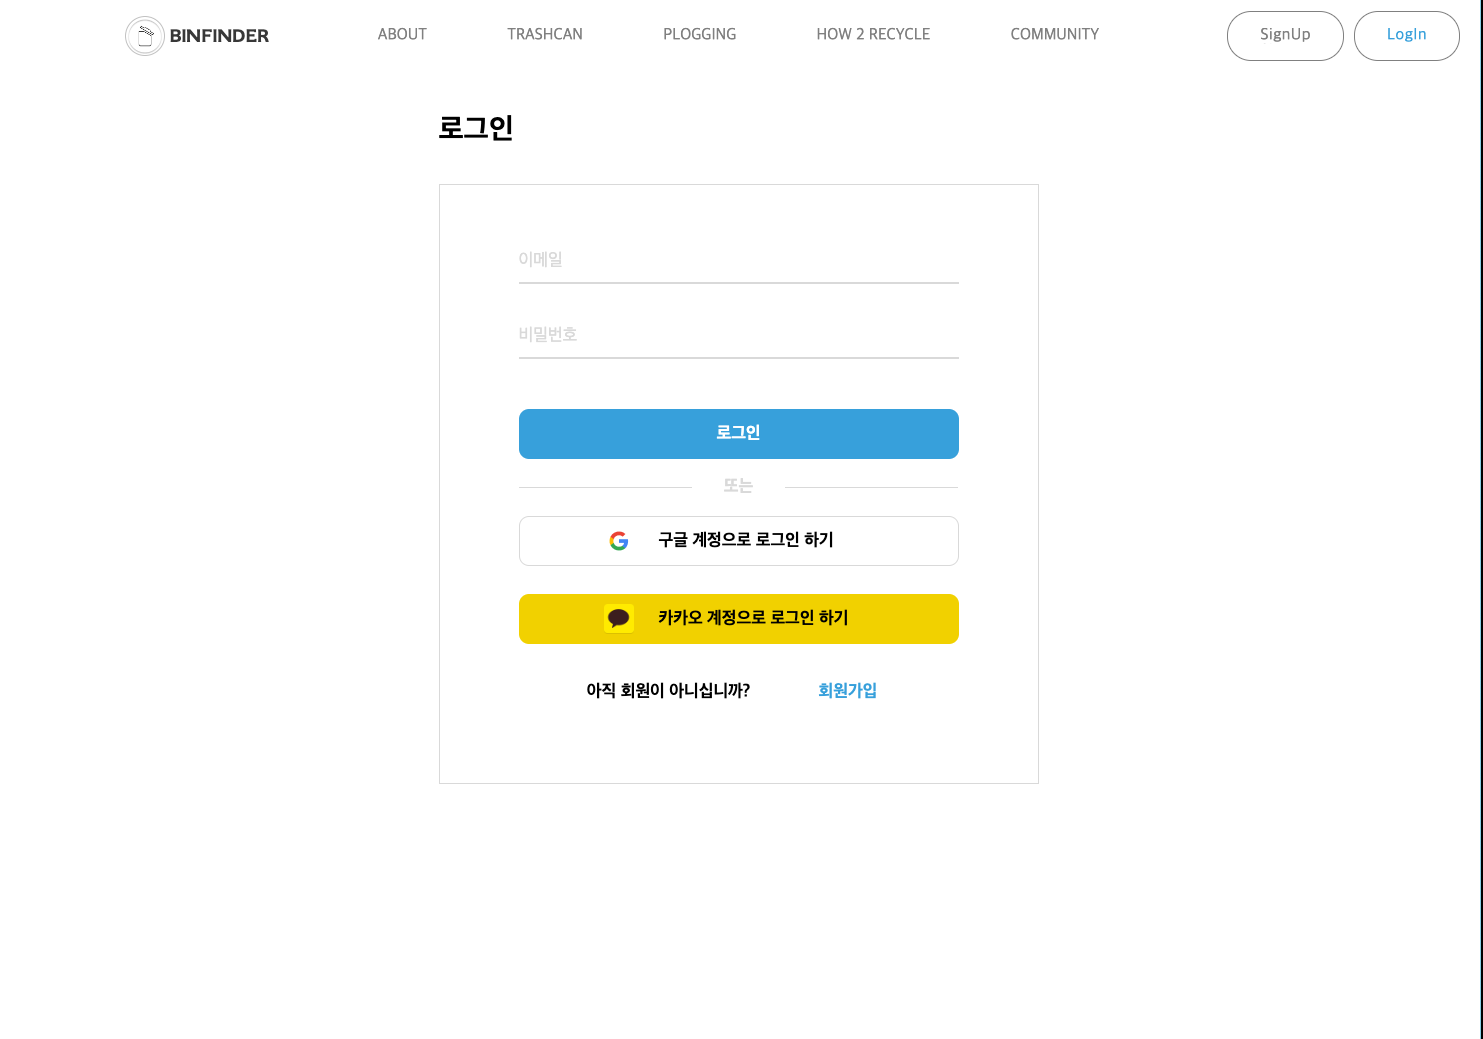 BINFINDER
ABOUT
TRASHCAN
PLOGGING
HOW 2 RECYCLE
COMMUNITY
SignUp
LogIn
로그인
이메일
비밀번호
로그인
또는
구글 계정으로 로그인 하기
카카오 계정으로 로그인 하기
아직 회원이 아니십니까?
회원가입